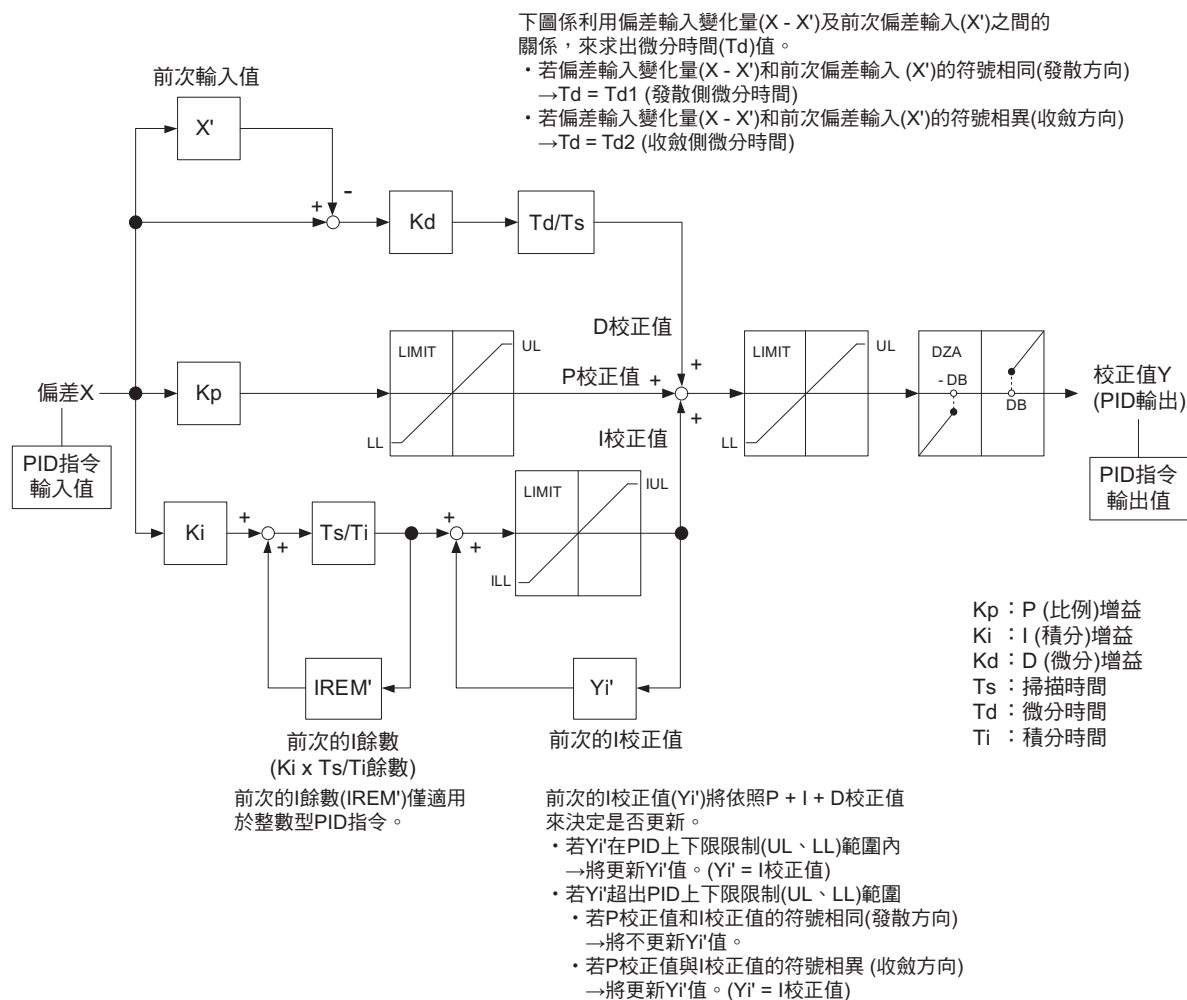 下圖係利用偏差輸入變化量(X - X')及前次偏差輸入(X')之間的
關係，來求出微分時間(Td)值。
・若偏差輸入變化量(X - X')和前次偏差輸入 (X')的符號相同(發散方向)
→Td = Td1 (發散側微分時間)
・若偏差輸入變化量(X - X')和前次偏差輸入(X')的符號相異(收斂方向)
→Td = Td2 (收斂側微分時間)
前次輸入值
X'
-
+
Kd
Td/Ts
D校正值
+
偏差X
PID指令
輸入值
Kp
LIMIT
UL
LL
P校正值
+
+
I校正值
LIMIT
UL
LL
DZA
- DB
DB
校正值Y
(PID輸出)
PID指令
輸出值
Ki
+
+
Ts/Ti
+
+
LIMIT
IUL
ILL
IREM'
前次的I餘數
(Ki x Ts/Ti餘數)
前次的I餘數(IREM')僅適用
於整數型PID指令。
Yi'
前次的I校正值
前次的I校正值(Yi')將依照P + I + D校正值
來決定是否更新。
・若Yi'在PID上下限限制(UL、LL)範圍內
→將更新Yi'值。(Yi' = I校正值)
・若Yi'超出PID上下限限制(UL、LL)範圍
・若P校正值和I校正值的符號相同(發散方向)
→將不更新Yi'值。
・若P校正值與I校正值的符號相異 (收斂方向)
→將更新Yi'值。(Yi' = I校正值)
Kp：P (比例)增益
Ki：I (積分)增益
Kd：D (微分)增益
Ts：掃描時間
Td：微分時間
Ti：積分時間